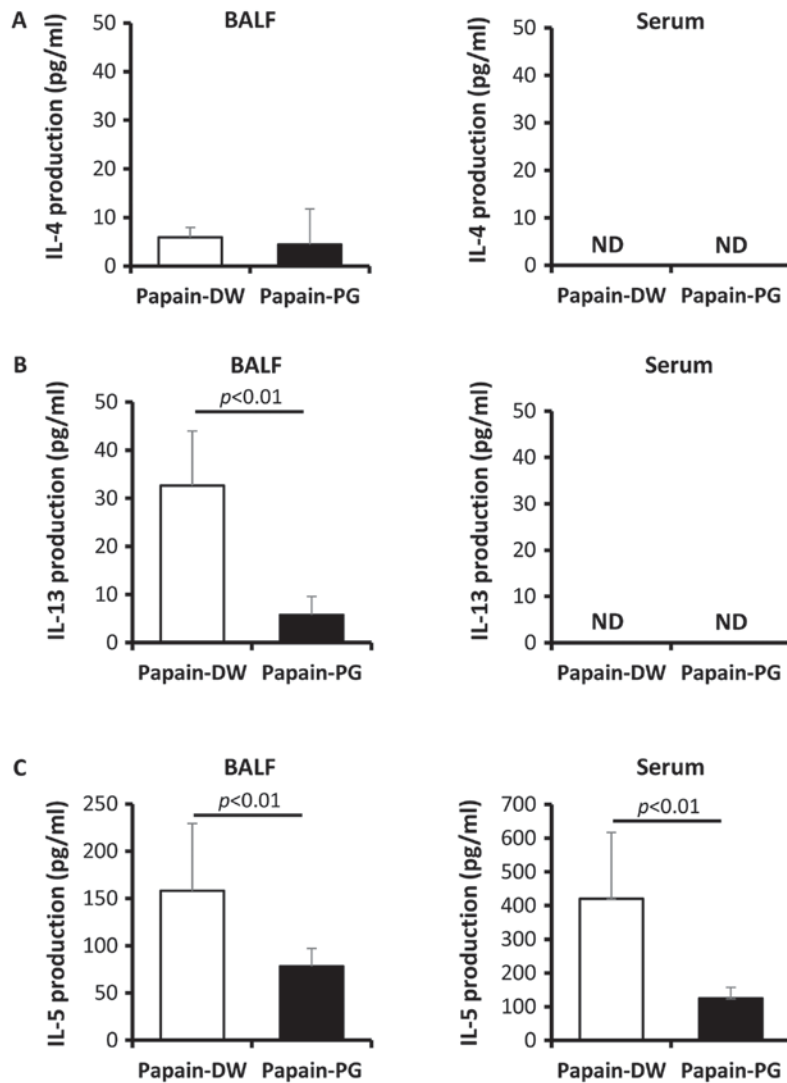 A
BALF
IL-4 production (pg/ml)
50
40
30
20
10
0
Papain-DW Papain-PG
Serum
IL-4 production (pg/ml)
50
40
30
20
10
0
ND ND
Papain-DW Papain-PG
B
BALF
p<0.01
IL-13 production (pg/ml)
50
40
30
20
10
0
Papain-DW Papain-PG
Serum
IL-13 production (pg/ml)
50
40
30
20
10
0
ND ND
Papain-DW Papain-PG
C
BALF
p<0.01
IL-5 production (pg/ml)
250
200
150
100
50
0
Papain-DW Papain-PG
Serum
p<0.01
IL-5 production (pg/ml)
700
600
500
400
300
200
100
0
Papain-DW Papain-PG